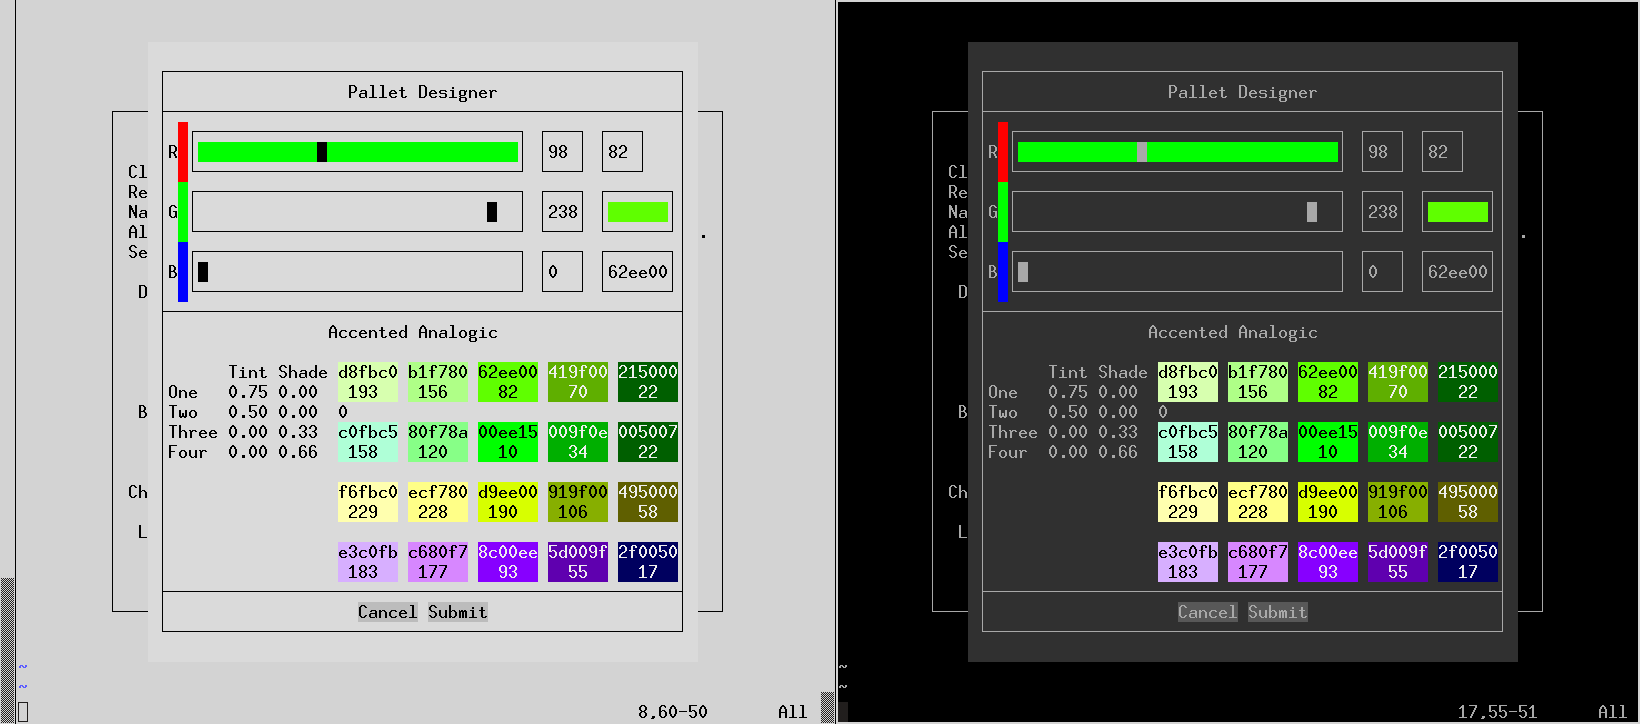 Pallet Designer
R 98 82
Cl
Re
Na
G 238
Al
.
Se
B 0 62ee00
D
Accented Analogic
Tint Shade d8fbc0 b1f780 62ee00 419f00 215000
One 0.75 0.00 193 156 82 70 22
B
Two 0.50 0.00 0
Three 0.00 0.33 c0fbc5 80f78a 00ee15 009f0e 005007
Four 0.00 0.66 158 120 10 34 22
Ch
f6fbc0 ecf780 d9ee00 919f00 495000
229 228 190 106 58
L
e3c0fb c680f7 8c00ee 5d009f 2f0050
183 177 93 55 17
Cancel Submit
~
~
8,60-50 All
Pallet Designer
R 98 82
Cl
Re
Na
G 238
Al
.
Se
B 0 62ee00
D
Accented Analogic
Tint Shade d8fbc0 b1f780 62ee00 419f00 215000
One 0.75 0.00 193 156 82 70 22
B
Two 0.50 0.00 0
Three 0.00 0.33 c0fbc5 80f78a 00ee15 009f0e 005007
Four 0.00 0.66 158 120 10 34 22
Ch
f6fbc0 ecf780 d9ee00 919f00 495000
229 228 190 106 58
L
e3c0fb c680f7 8c00ee 5d009f 2f0050
183 177 93 55 17
Cancel Submit
~
~
17,55-51 All